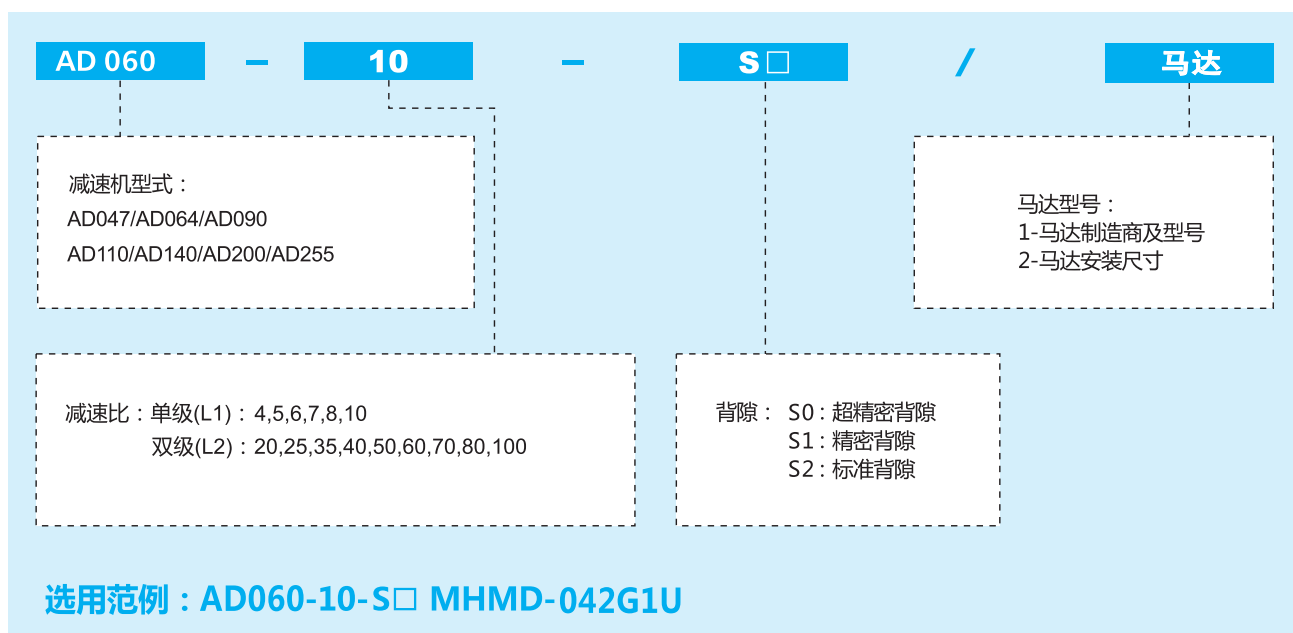 AD 060 - 10 - S□ / 马达
减速机型式：
AD047/AD064/AD090
AD110/AD140/AD200/AD255
马达型号：
1-马达制造商及型号
2-马达安装尺寸
减速比：单级(L1)：4,5,6,7,8,10
双级(L2)：20,25,35,40,50,60,70,80,100
背隙： S0：超精密背隙
S1：精密背隙
S2：标准背隙
选用范例：AD060-10-S□ MHMD-042G1U